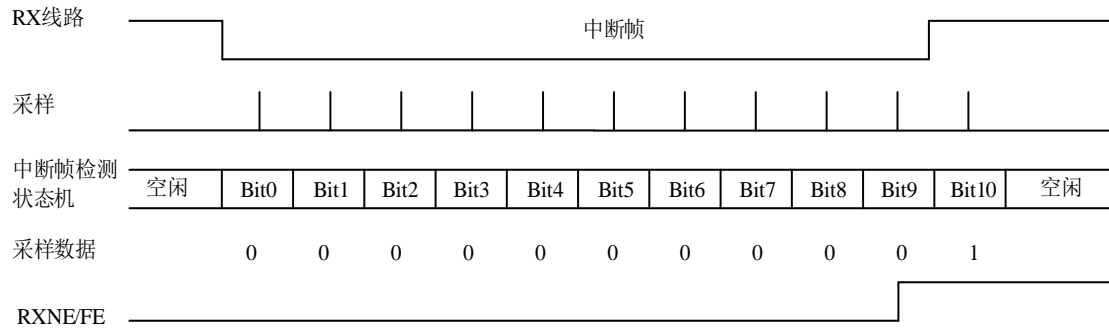 RX线路
中断帧
采样
中断帧检测
状态机
空闲 Bit0 Bit1 Bit2 Bit3 Bit4 Bit5 Bit6 Bit7 Bit8 Bit9 Bit10 空闲
采样数据 0 0 0 0 0 0 0 0 0 0 1
RXNE/FE